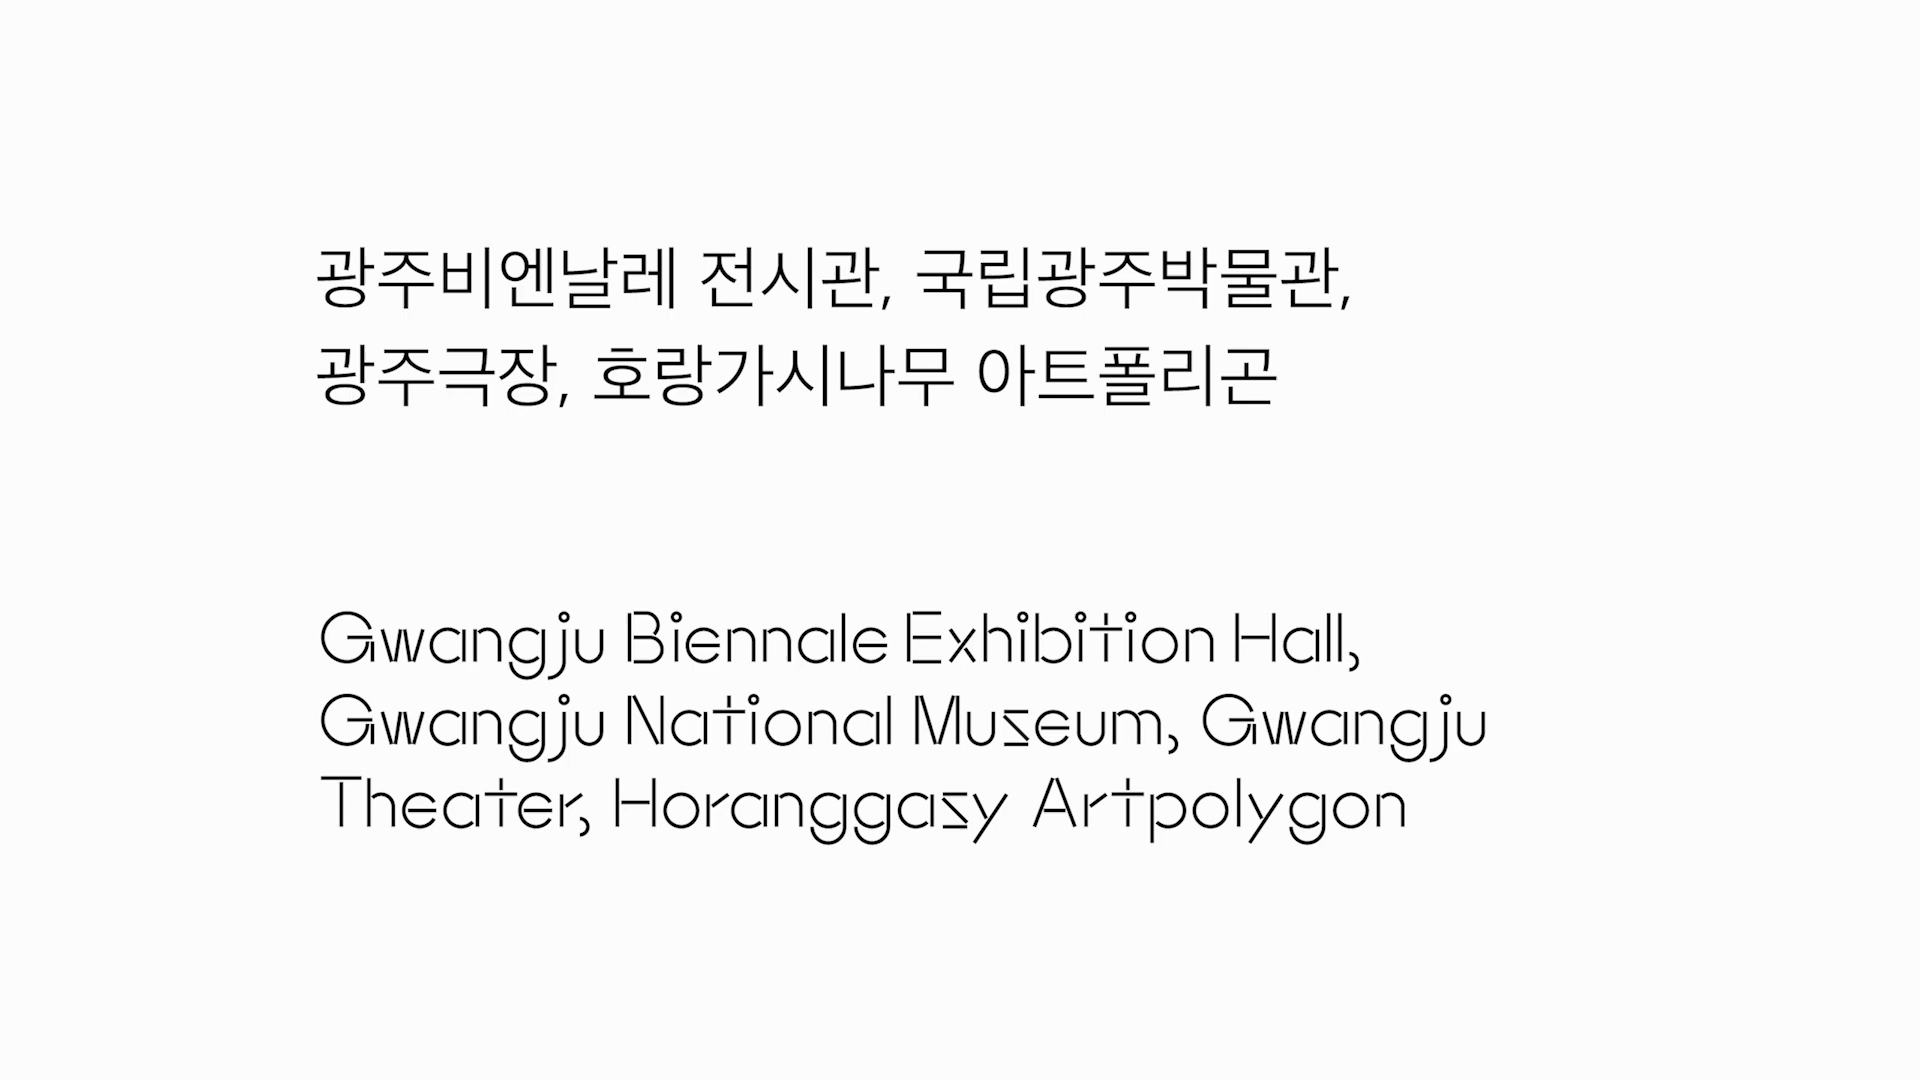 광주비엔날레 전시관, 국립광주박물관,
광주극장, 호랑가시나무 아트폴리곤
Gwangju Biennale Exhibition Hall,
Gwangju National Museum, Gwangju
Theater, Horanggasy Artpolygon